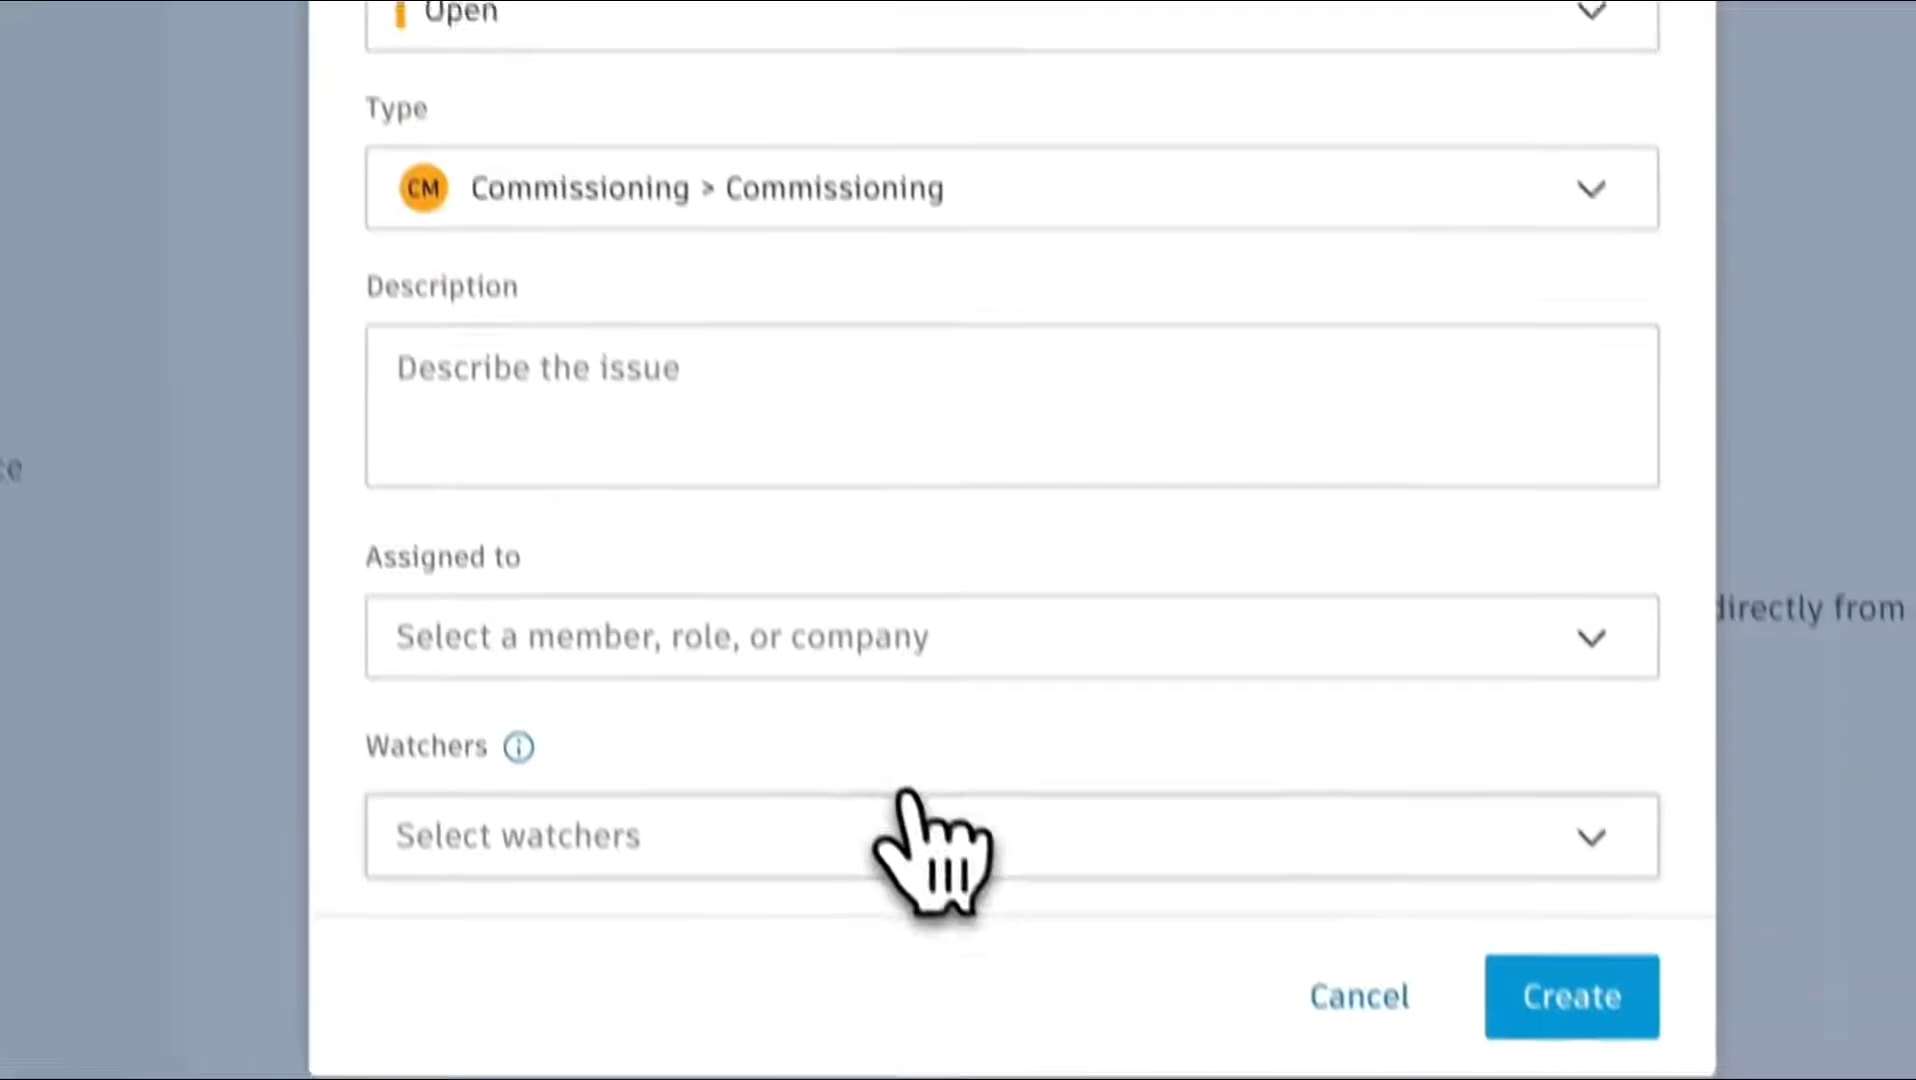 Open
Type
CM Commissioning > Commissioning
Description
Describe the issue
Assigned to
Select a member, role, or company
directly from
Watchers
Select watchers
Cancel
Create